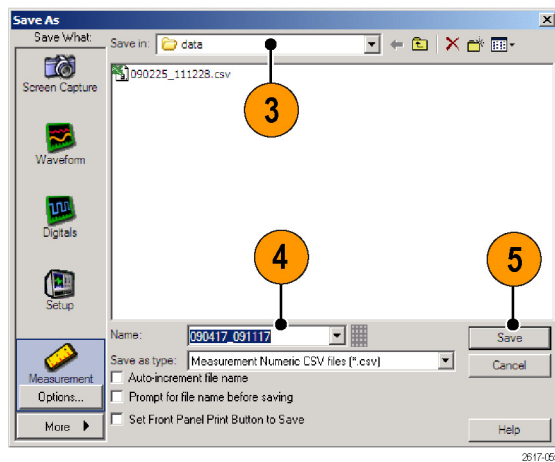 Save As
Save What:
Save in:
data
Screen Capture
Waveform
Digitals
Setup
Measurement
Options...
More
090225_111228.csv
3
4
5
Name:
090417_091117
Save
Save as type:
Measurement Numeric CSV files (*.csv)
Cancel
Auto-increment file name
Prompt for file name before saving
Set Front Panel Print Button to Save
Help
2617-05